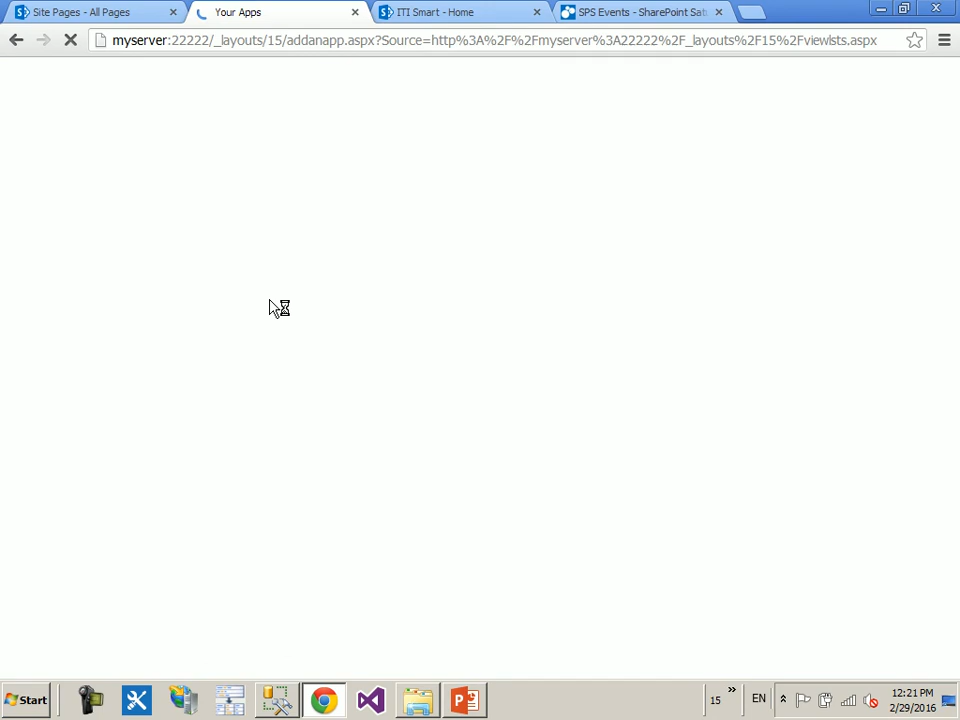 Site Pages - All Pages
Your Apps
ITI Smart - Home
SPS Events - SharePoint Sat
myserver:22222/_layouts/15/addanapp.aspx?Source=http%3A%2F%2Fmyserver%3A22222%2F_layouts%2F15%2Fviewlsts.aspx
Start
15
EN
12:21 PM
2/29/2016